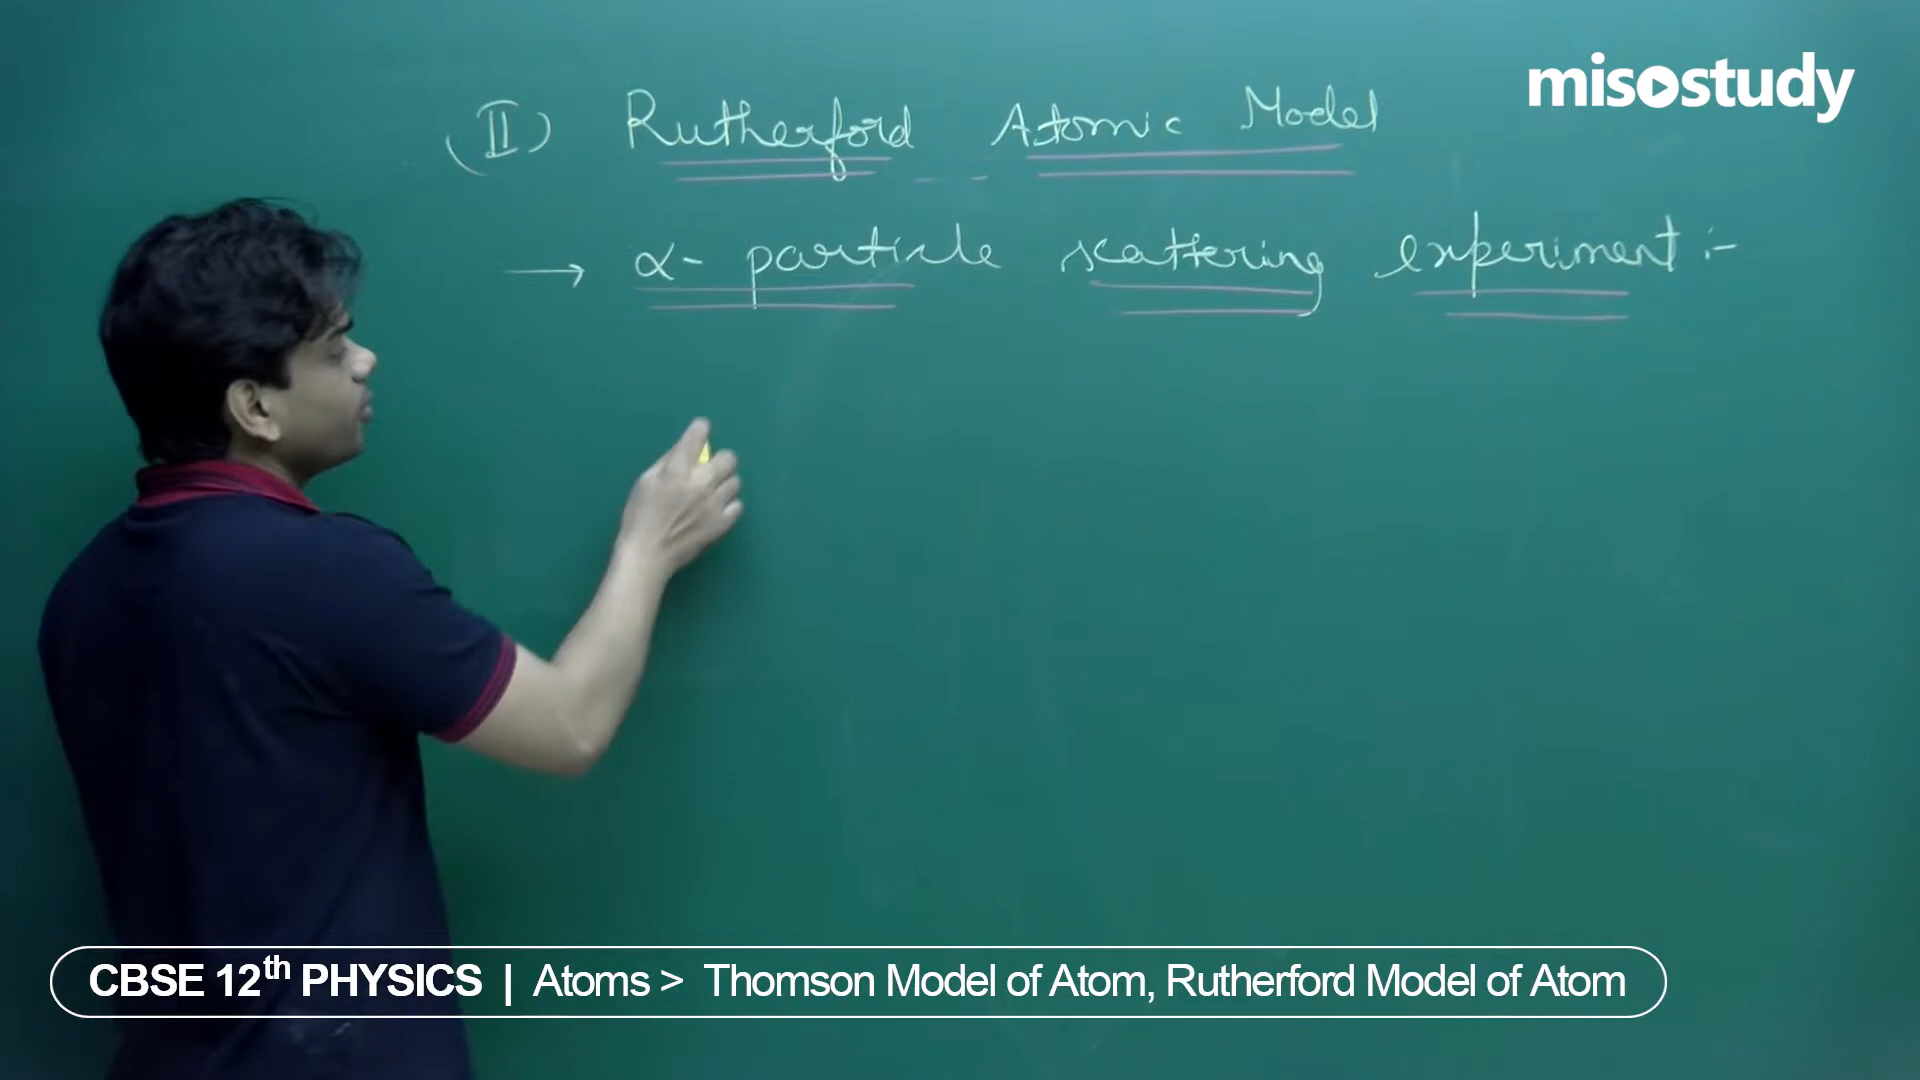 misostudy
(II) Rutherford Atomic Model
→ α- particle scattering experiment :-
CBSE 12th PHYSICS | Atoms > Thomson Model of Atom, Rutherford Model of Atom